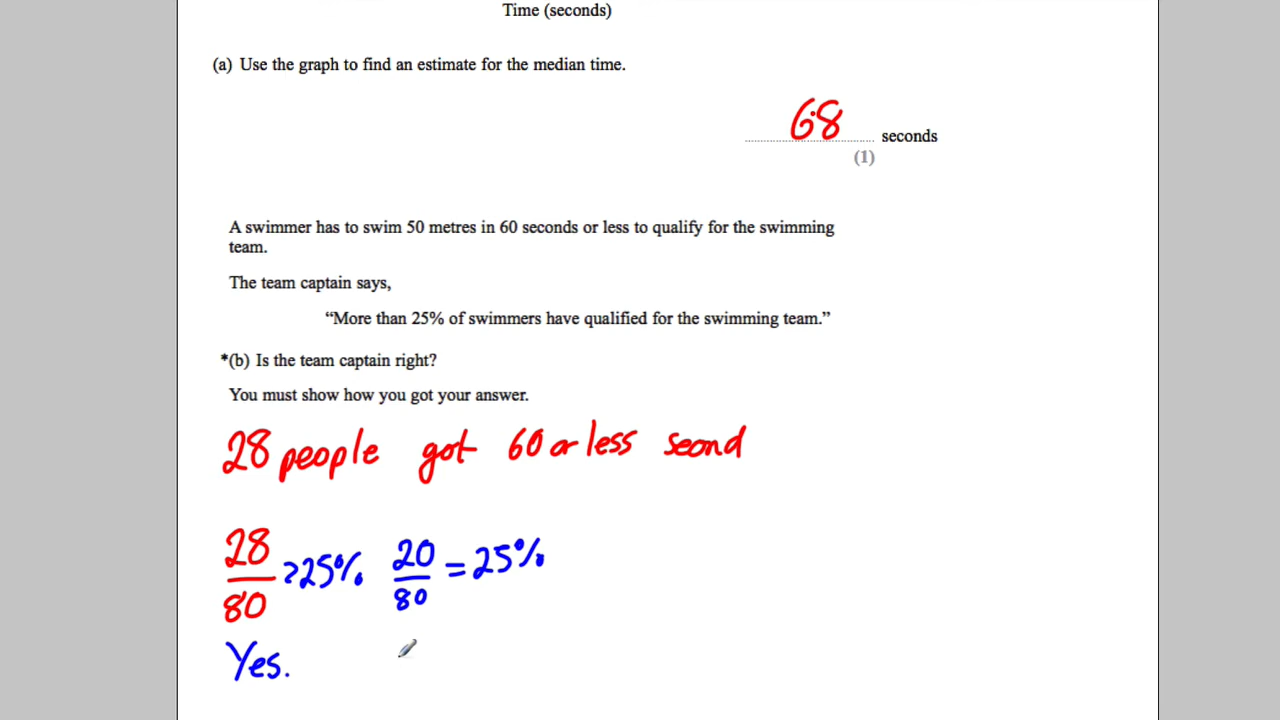 Time (seconds)
(a) Use the graph to find an estimate for the median time.
68
seconds
(1)
A swimmer has to swim 50 metres in 60 seconds or less to qualify for the swimming
team.
The team captain says,
“More than 25% of swimmers have qualified for the swimming team.”
*(b) Is the team captain right?
You must show how you got your answer.
28 people got 60 or less seond
28/80 >25% 20/80 = 25%
Yes.